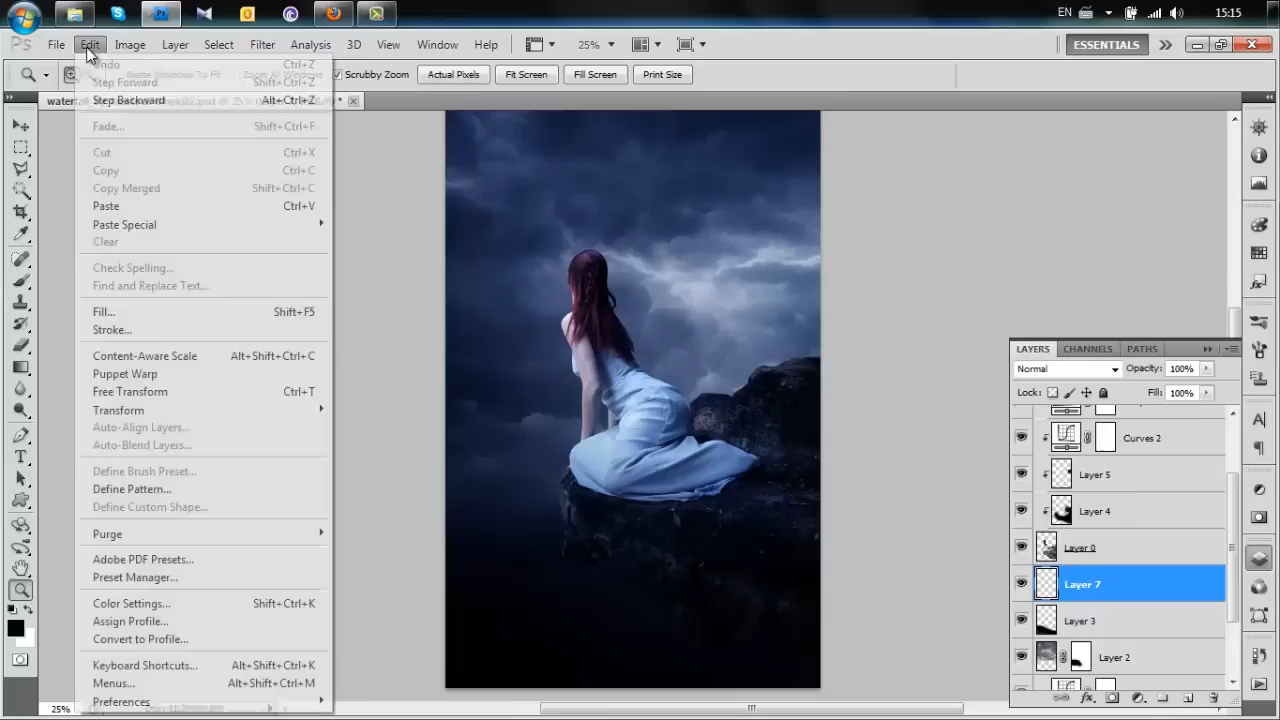 EN 15:15
Ps File Edit Image Layer Select Filter Analysis 3D View Window Help 25% ESSENTIALS
Scrubby Zoom Actual Pixels Fit Screen Fill Screen Print Size
Undo Ctrl+Z
Step Forward Shift+Ctrl+Z
Step Backward Alt+Ctrl+Z
Fade... Shift+Ctrl+F
Cut Ctrl+X
Copy Ctrl+C
Copy Merged Shift+Ctrl+C
Paste Ctrl+V
Paste Special
Clear
Check Spelling...
Find and Replace Text...
Fill... Shift+F5
Stroke...
Content-Aware Scale Alt+Shift+Ctrl+C
Puppet Warp
Free Transform Ctrl+T
Transform
Auto-Align Layers...
Auto-Blend Layers...
Define Brush Preset...
Define Pattern...
Define Custom Shape...
Purge
Adobe PDF Presets...
Preset Manager...
Color Settings... Shift+Ctrl+K
Assign Profile...
Convert to Profile...
Keyboard Shortcuts... Alt+Shift+Ctrl+K
Menus... Alt+Shift+Ctrl+M
Preferences
LAYERS CHANNELS PATHS
Normal Opacity: 100%
Lock: Fill: 100%
Curves 2
Layer 5
Layer 4
Layer 0
Layer 7
Layer 3
Layer 2
25%